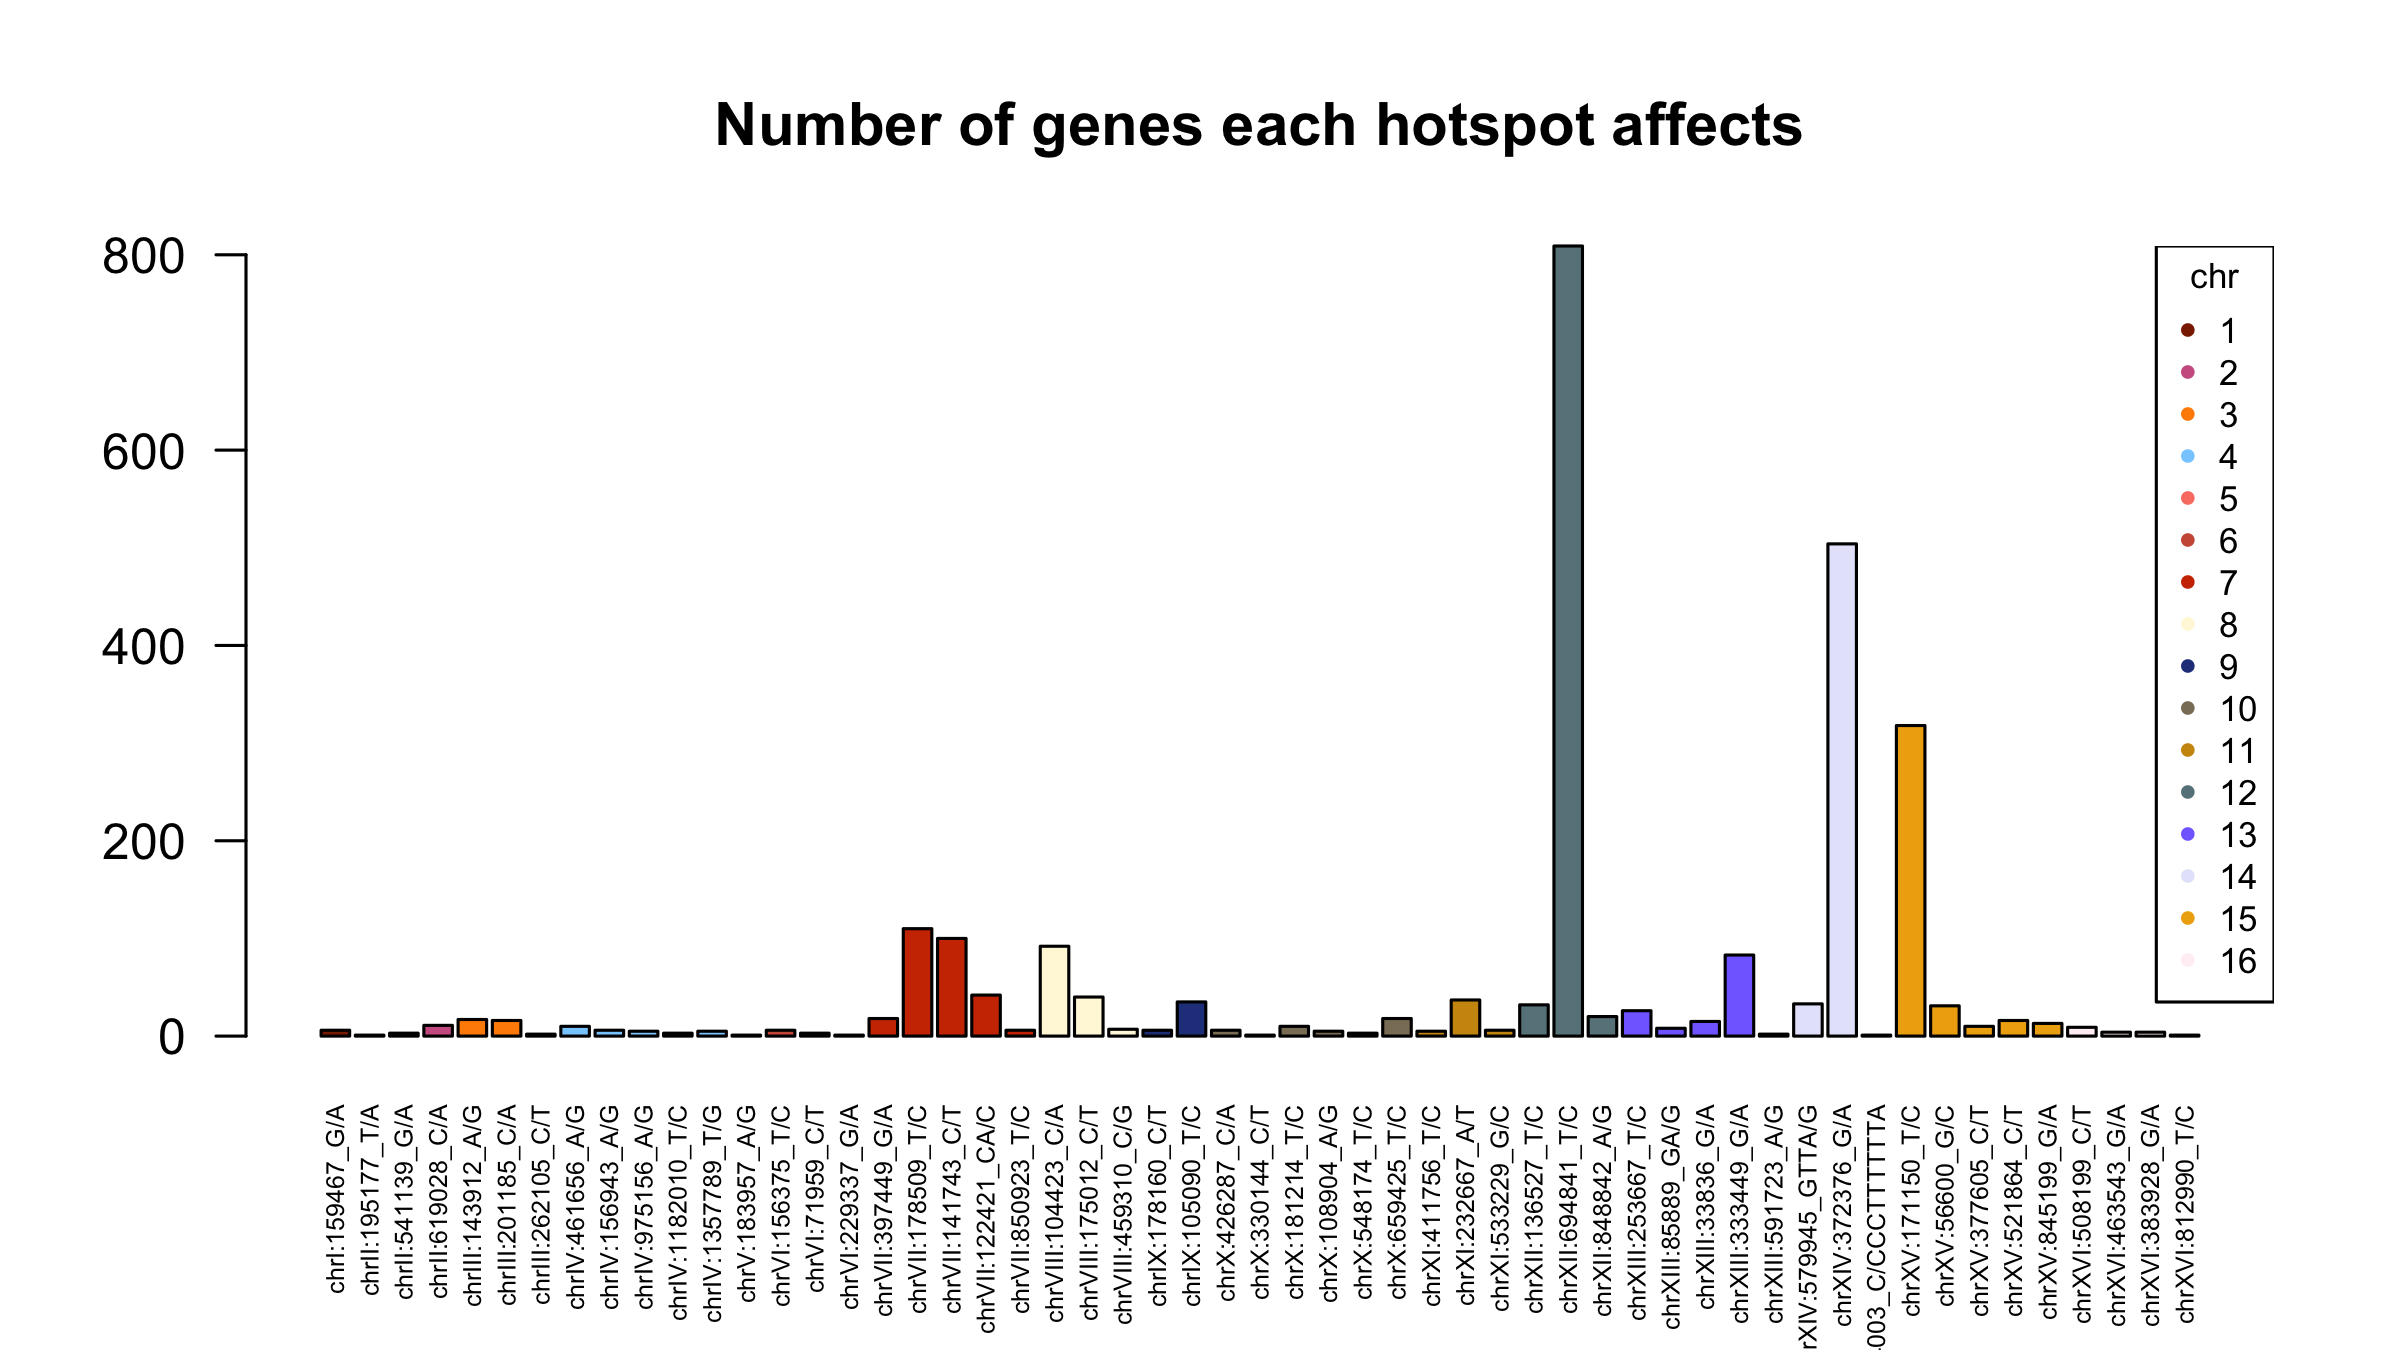 Number of genes each hotspot affects
800
600
400
200
0
chr
1
2
3
4
5
6
7
8
9
10
11
12
13
14
15
16
chrI:159467_G/A
chrII:195177_T/A
chrII:541139_G/A
chrII:619028_C/A
chrIII:143912_A/G
chrIII:201185_C/A
chrIII:262105_C/T
chrIV:461656_A/G
chrIV:156943_A/G
chrIV:975156_A/G
chrIV:1182010_T/C
chrIV:1357789_T/G
chrV:183957_A/G
chrVI:156375_T/C
chrVI:71959_C/T
chrVI:229337_G/A
chrVII:397449_G/A
chrVII:178509_T/C
chrVII:141743_C/T
chrVII:122421_CA/C
chrVII:850923_T/C
chrVIII:104423_C/A
chrVIII:175012_C/T
chrVIII:459310_C/G
chrIX:178160_C/T
chrIX:105090_T/C
chrX:426287_C/A
chrX:330144_C/T
chrX:181214_T/C
chrX:108904_A/G
chrX:548174_T/C
chrX:659425_T/C
chrXI:411756_T/C
chrXI:232667_A/T
chrXI:533229_G/C
chrXII:136527_T/C
chrXII:694841_T/C
chrXII:848842_A/G
chrXIII:253667_T/C
chrXIII:85889_GA/G
chrXIII:33836_G/A
chrXIII:333449_G/A
chrXIII:591723_A/G
rXIV:579945_GTTA/G
chrXIV:372376_G/A
003_C/CCCTTTTTA
chrXV:171150_T/C
chrXV:56600_G/C
chrXV:377605_C/T
chrXV:521864_C/T
chrXV:845199_G/A
chrXVI:508199_C/T
chrXVI:463543_G/A
chrXVI:383928_G/A
chrXVI:812990_T/C